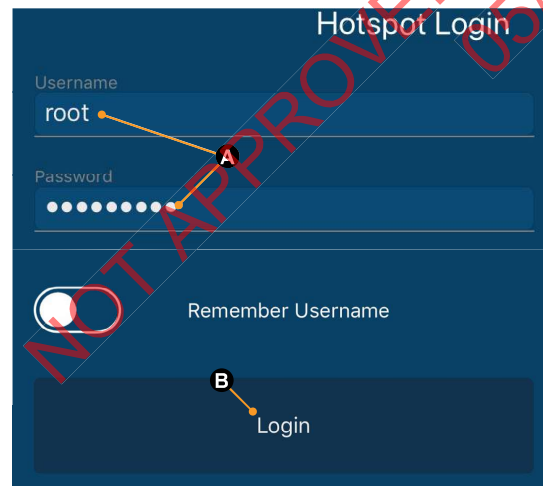 Hotspot Login
Username
root
A
Password
●●●●●●●●●
Remember Username
B
Login
NOT APPROVE